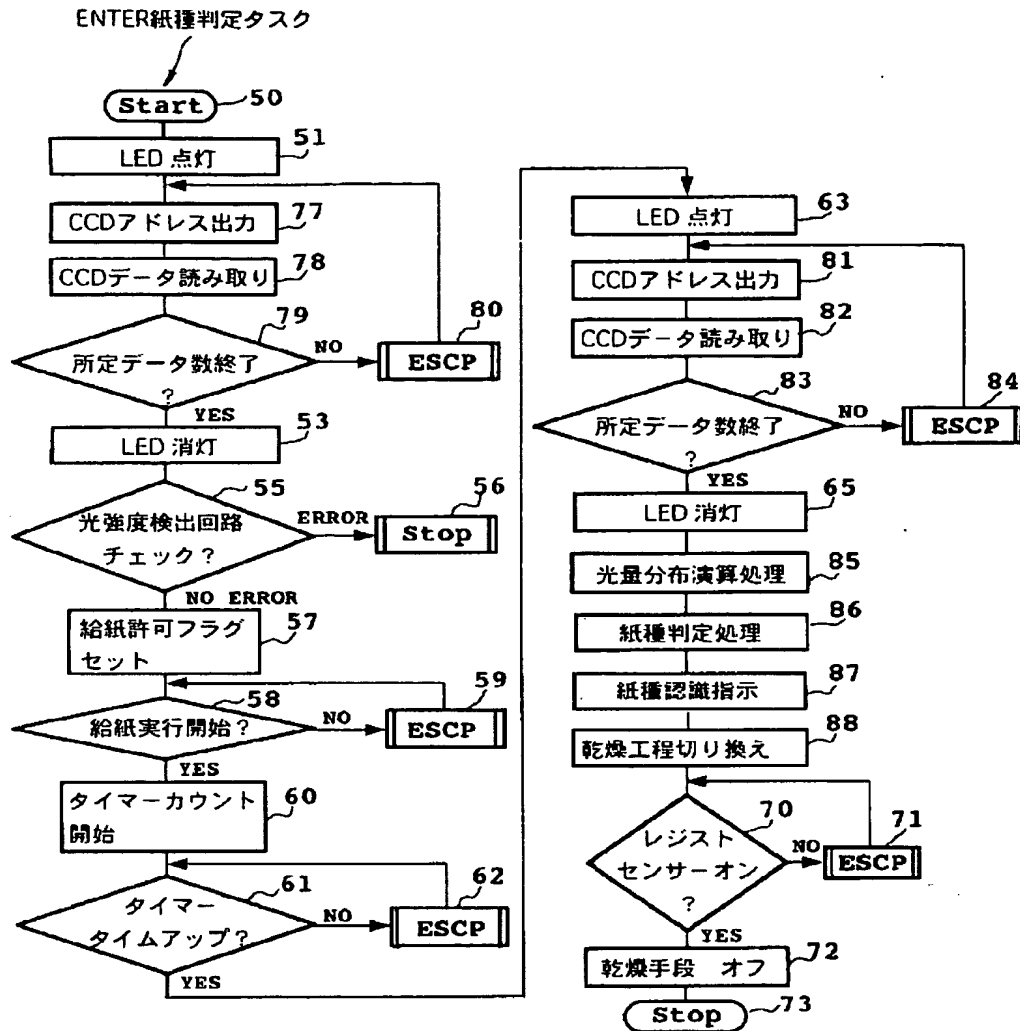 ENTER紙種判定タスク
Start
50
LED 点灯
51
CCDアドレス出力
77
CCDデータ読み取り
78
所定データ数終了
?
79
NO
ESCP
80
YES
LED 消灯
53
光強度検出回路
チェック?
55
ERROR
Stop
56
NO ERROR
給紙許可フラグ
セット
57
給紙実行開始?
58
NO
ESCP
59
YES
タイマーカウント
開始
60
タイマー
タイムアップ?
61
NO
ESCP
62
YES
LED 点灯
63
CCDアドレス出力
81
CCDデータ読み取り
82
所定データ数終了
?
83
NO
ESCP
84
YES
LED 消灯
65
光量分布演算処理
85
紙種判定処理
86
紙種認識指示
87
乾燥工程切り換え
88
レジスト
センサーオン
?
70
NO
ESCP
71
YES
乾燥手段 オフ
72
Stop
73